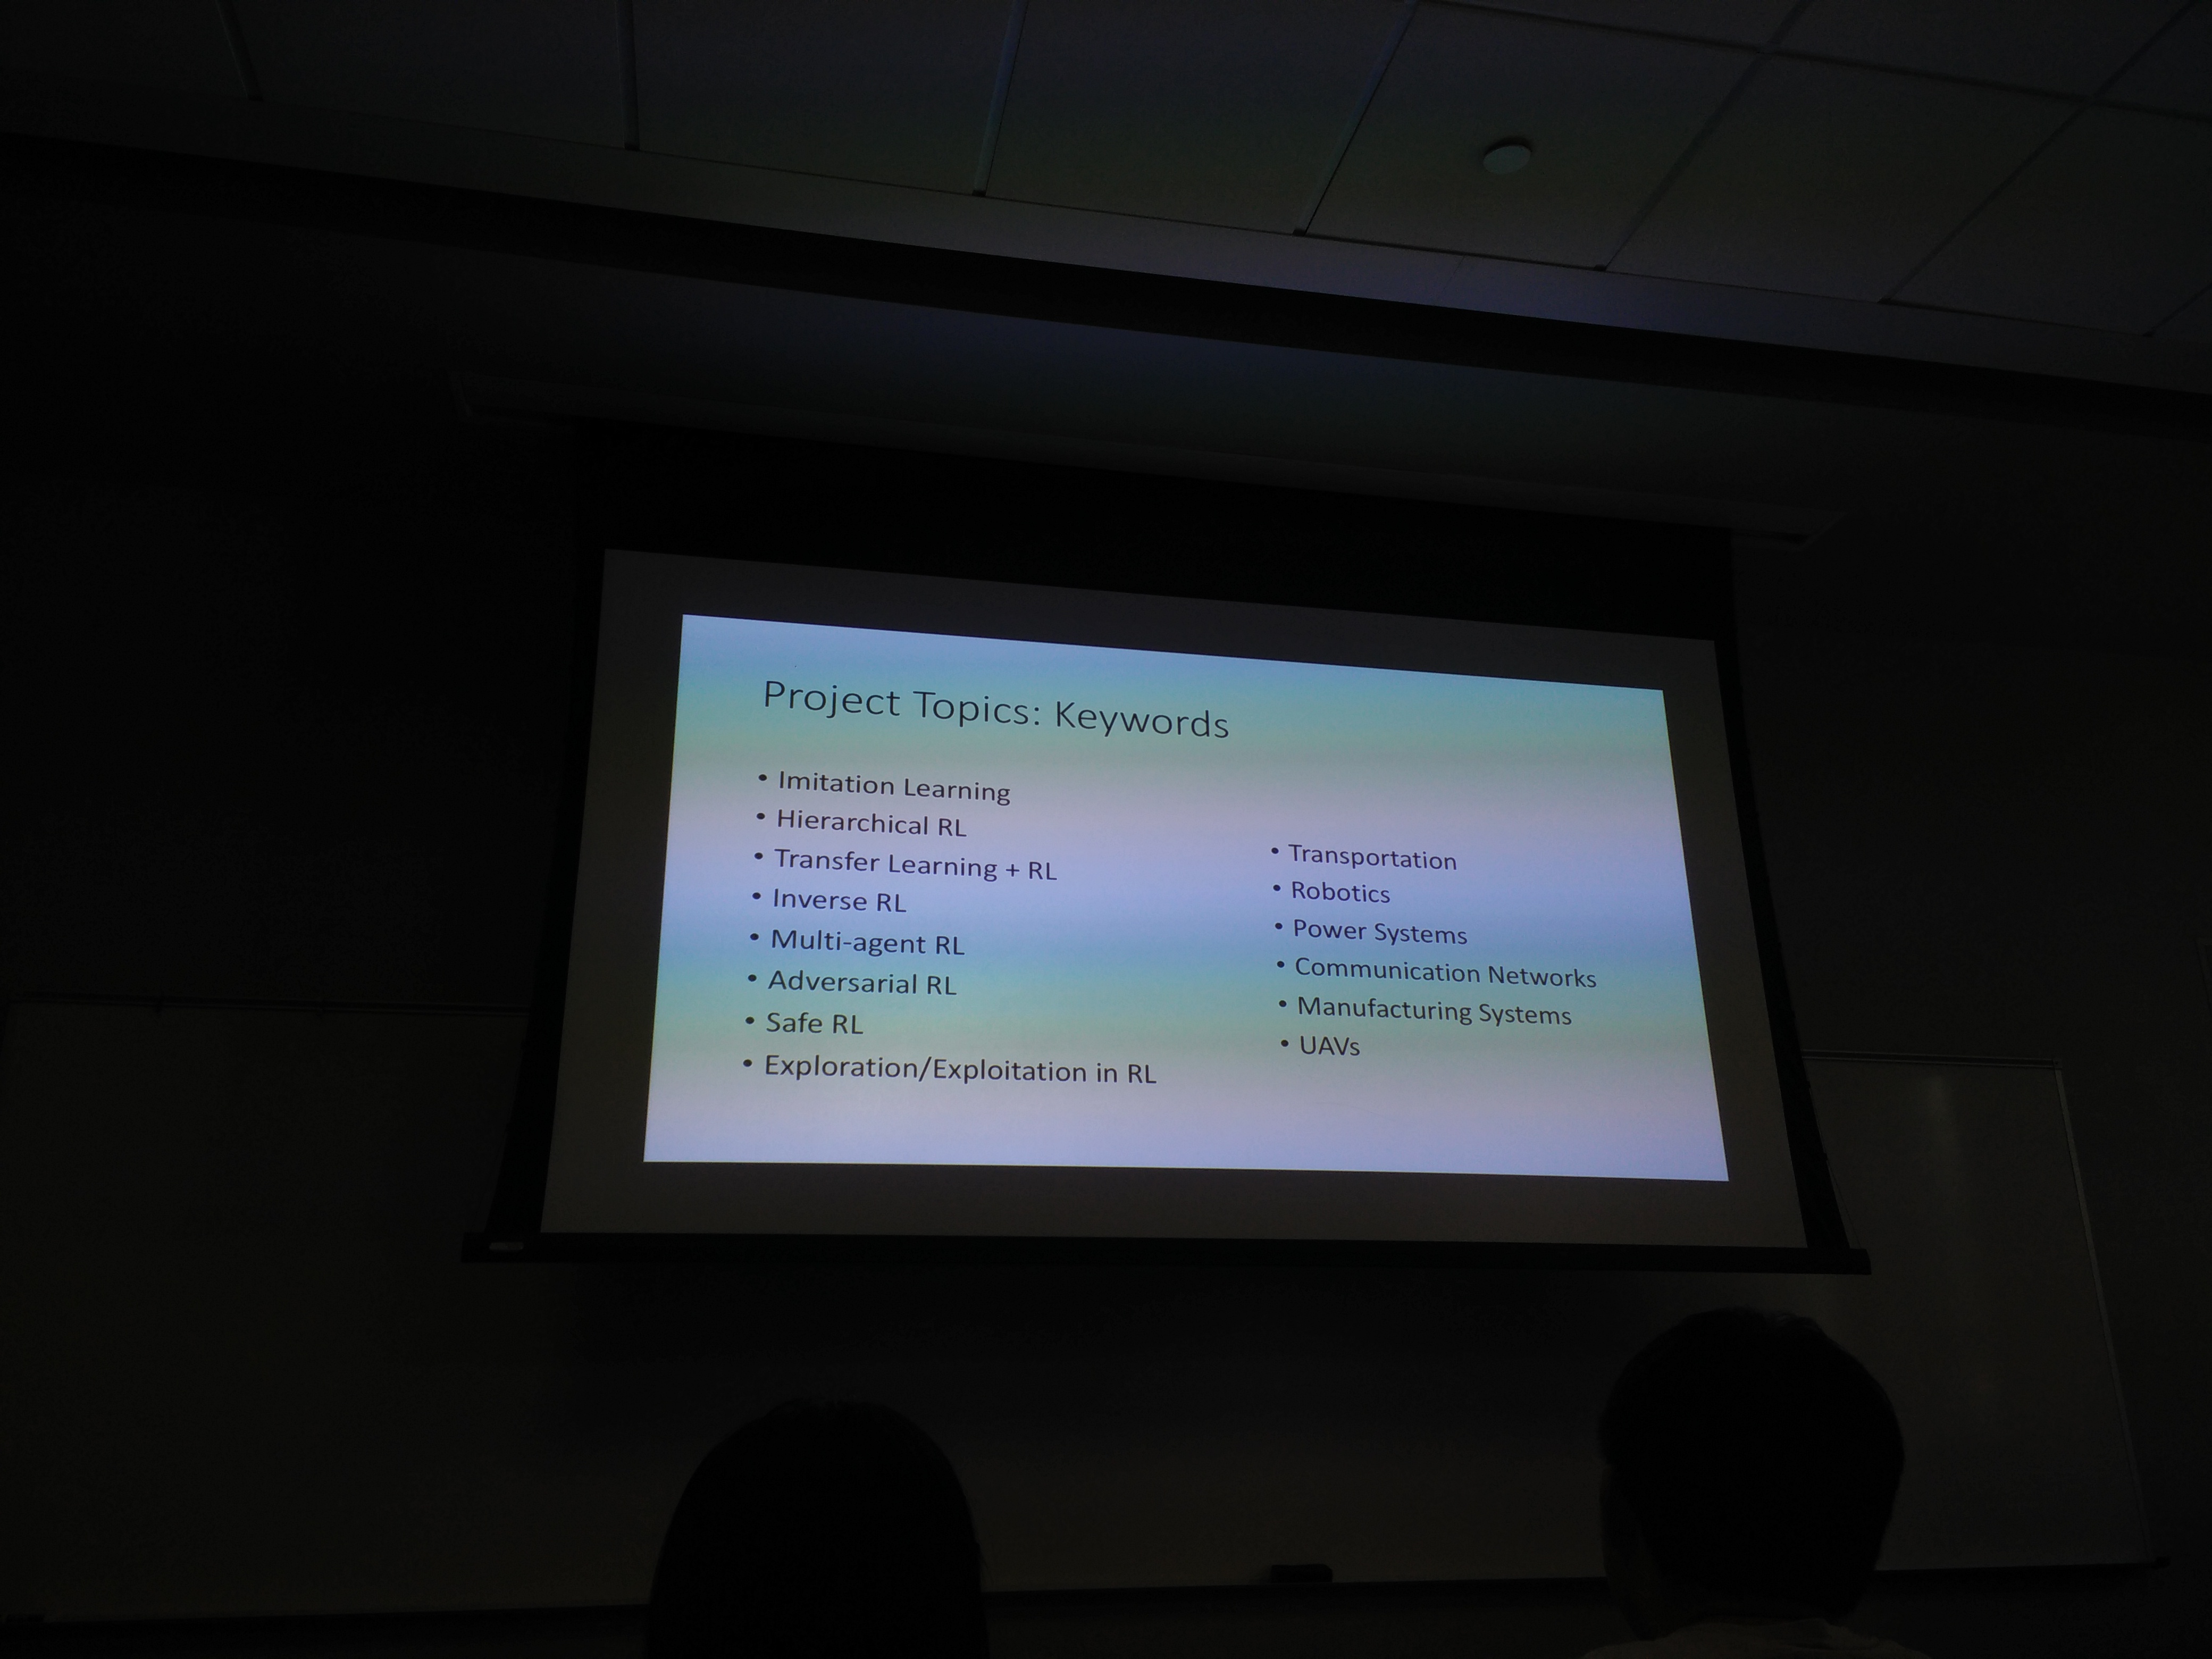 Project Topics: Keywords
• Imitation Learning
• Hierarchical RL
• Transfer Learning + RL
• Inverse RL
• Multi-agent RL
• Adversarial RL
• Safe RL
• Exploration/Exploitation in RL
• Transportation
• Robotics
• Power Systems
• Communication Networks
• Manufacturing Systems
• UAVs